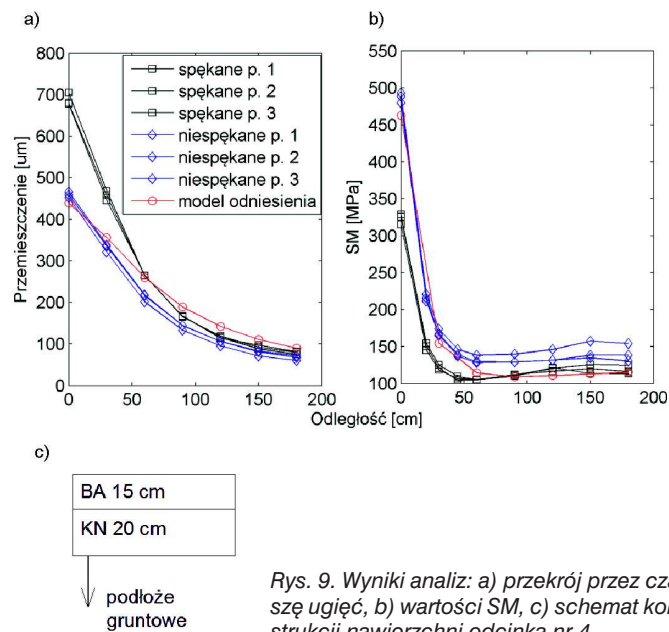 a)
b)
800
700
600
500
400
300
200
100
0
0
50
100
150
200
Przemieszczenie [um]
spękane p. 1
spękane p. 2
spękane p. 3
niespękane p. 1
niespękane p. 2
niespękane p. 3
model odniesienia
550
500
450
400
350
300
250
200
150
100
0
50
100
150
200
SM [MPa]
Odległość [cm]
c)
BA 15 cm
KN 20 cm
podłoże
gruntowe
Rys. 9. Wyniki analiz: a) przekrój przez
szę ugięć, b) wartości SM, c) schemat
strukcji nawierzchni odcinka nr 4